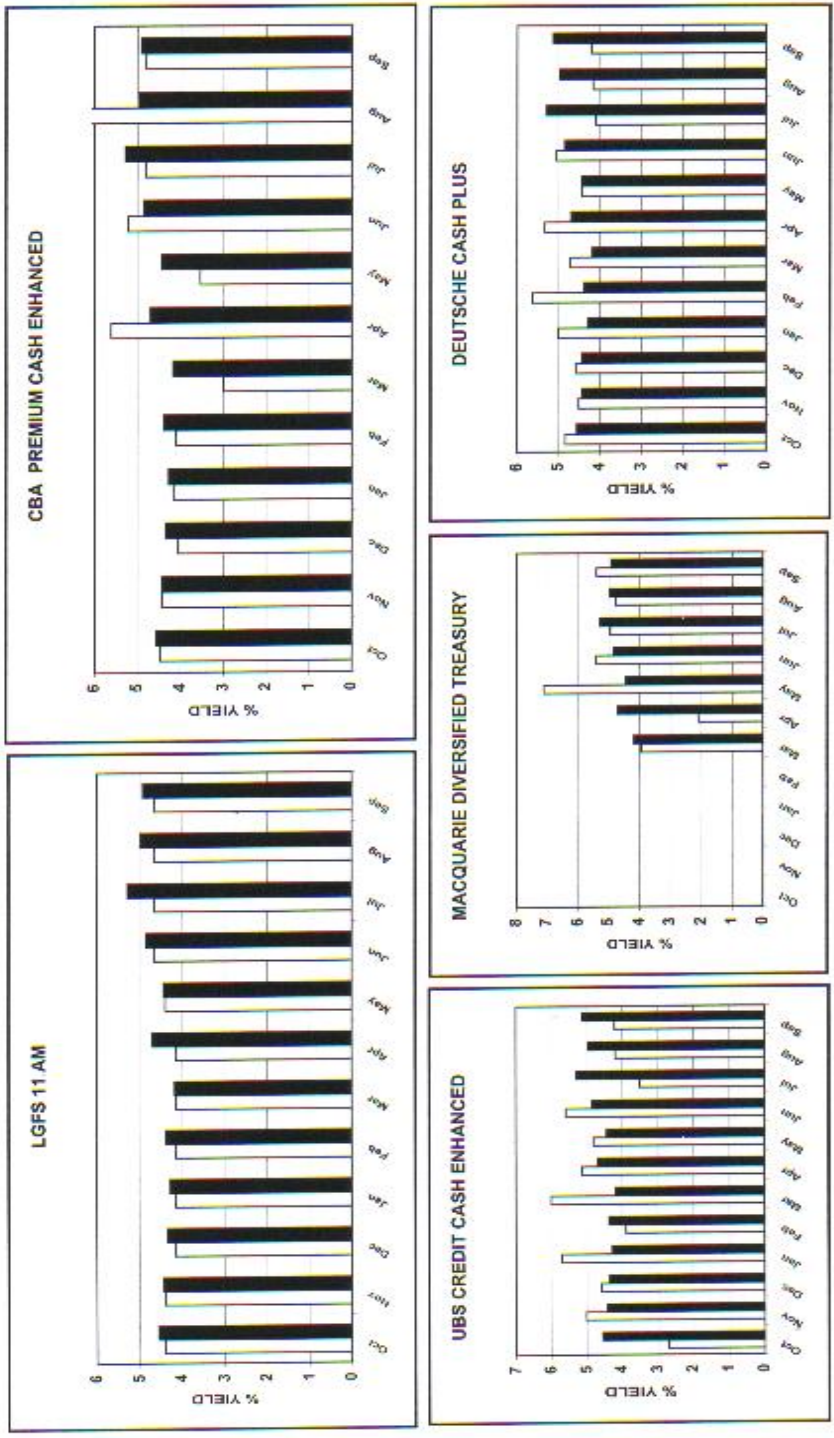 LGFS 11 AM
6
5
4
3
2
1
0
% YIELD
Oct Nov Dec Jan Feb Mar Apr May Jun Jul Aug Sep
CBA PREMIUM CASH ENHANCED
6
5
4
3
2
1
0
% YIELD
Oct Nov Dec Jan Feb Mar Apr May Jun Jul Aug Sep
UBS CREDIT CASH ENHANCED
7
6
5
4
3
2
1
0
% YIELD
Oct Nov Dec Jan Feb Mar Apr May Jun Jul Aug Sep
MACQUARIE DIVERSIFIED TREASURY
8
7
6
5
4
3
2
1
0
% YIELD
Oct Nov Dec Jan Feb Mar Apr May Jun Jul Aug Sep
DEUTSCHE CASH PLUS
6
5
4
3
2
1
0
% YIELD
Oct Nov Dec Jan Feb Mar Apr May Jun Jul Aug Sep